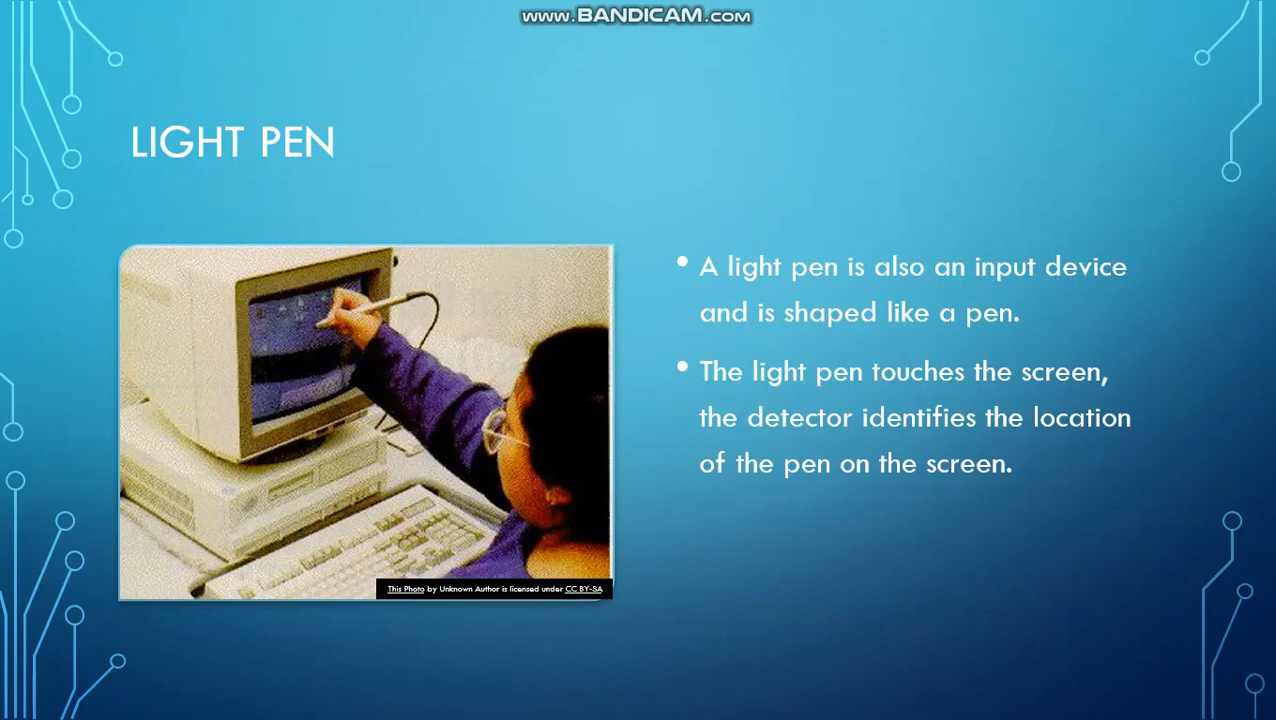 www.BANDICAM.com
LIGHT PEN
• A light pen is also an input device
and is shaped like a pen.
• The light pen touches the screen,
the detector identifies the location
of the pen on the screen.
This Photo by Unknown Author is licensed under CC BY-SA